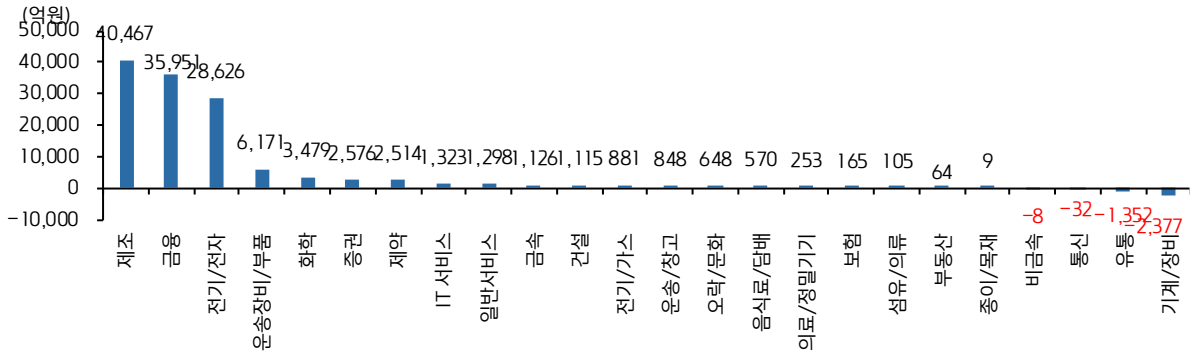 (억원)
50,000
40,000
30,000
20,000
10,000
0
-10,000
40,467
35,951
28,626
6,171
3,479
2,576
2,514
1,323
1,298
1,126
1,115
881
848
648
570
253
165
105
64
9
-8
-32
-1,352
-2,377
제조
금융
전기/전자
운송장비/부품
화학
증권
제약
IT 서비스
일반서비스
금속
건설
전기/가스
운송/창고
오락/문화
음식료/담배
의료/정밀기기
보험
섬유/의류
부동산
종이/목재
비금속
통신
유통
기계/장비